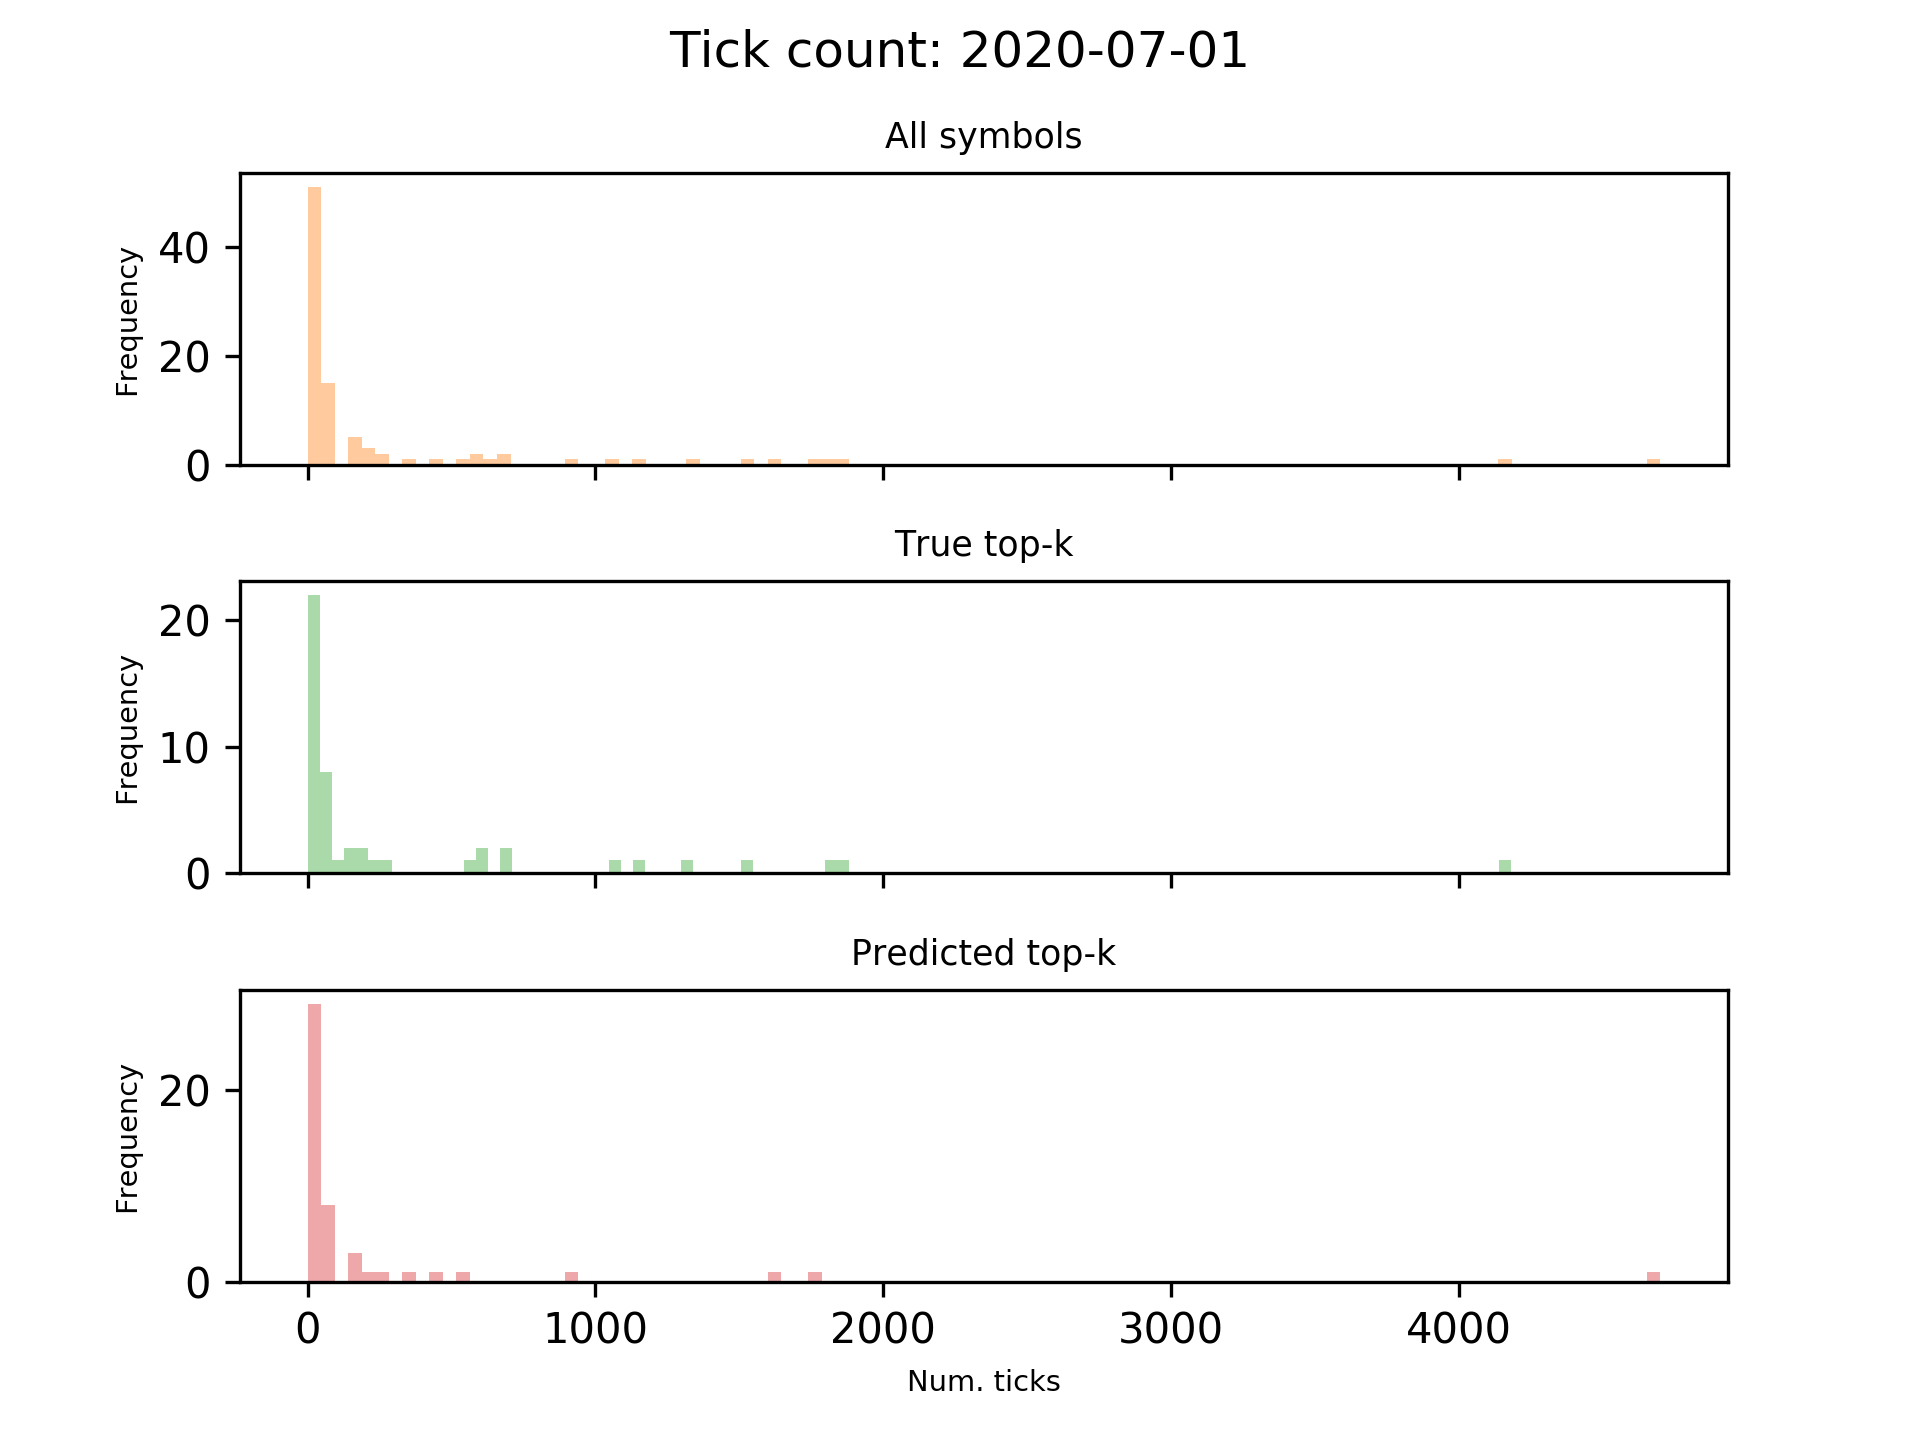 Tick count: 2020-07-01
All symbols
Frequency
40
20
0
True top-k
Frequency
20
10
0
Predicted top-k
Frequency
20
0
0 1000 2000 3000 4000
Num. ticks